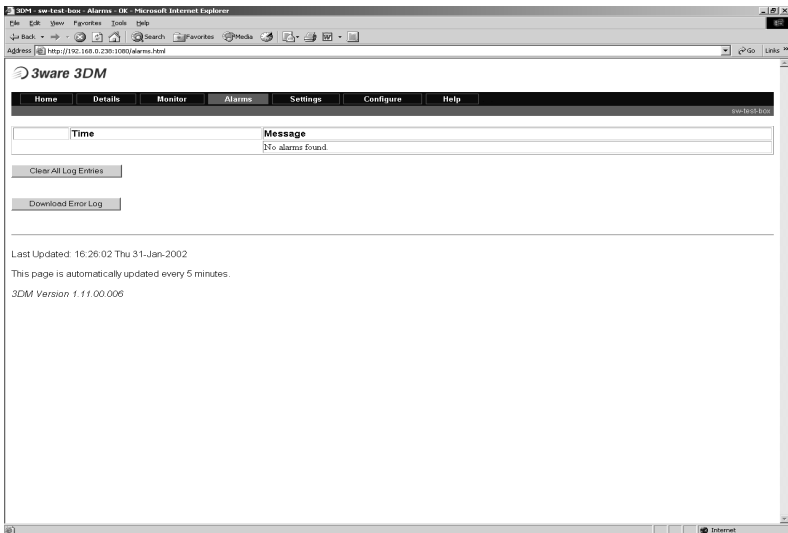 3DM - sw-test-box - Alarms - OK - Microsoft Internet Explorer
File Edit View Favorites Tools Help
Back Search Favorites Media
Address http://192.168.0.238:1080/alarms.html Go Links »
3ware 3DM
Home Details Monitor Alarms Settings Configure Help
sw-test-box
Time Message
No alarms found.
Clear All Log Entries
Download Error Log
Last Updated: 16:26:02 Thu 31-Jan-2002
This page is automatically updated every 5 minutes.
3DM Version 1.11.00.006
Internet